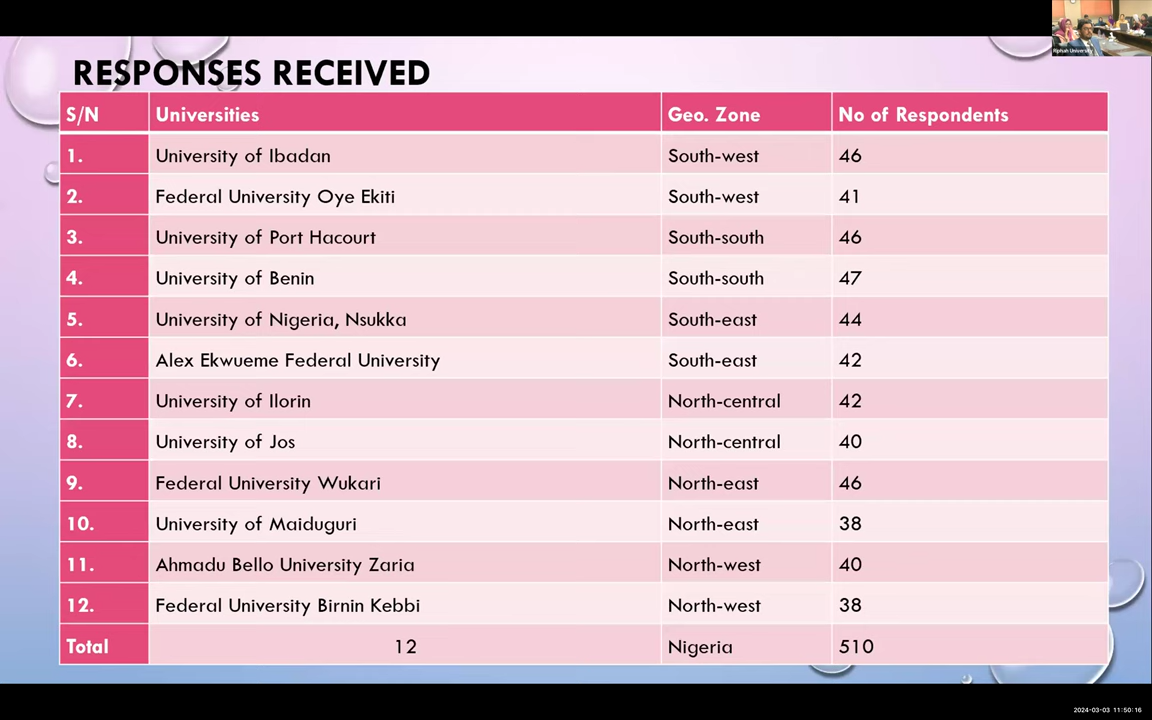 Riphah University
RESPONSES RECEIVED
S/N Universities Geo. Zone No of Respondents
1. University of Ibadan South-west 46
2. Federal University Oye Ekiti South-west 41
3. University of Port Hacourt South-south 46
4. University of Benin South-south 47
5. University of Nigeria, Nsukka South-east 44
6. Alex Ekwueme Federal University South-east 42
7. University of Ilorin North-central 42
8. University of Jos North-central 40
9. Federal University Wukari North-east 46
10. University of Maiduguri North-east 38
11. Ahmadu Bello University Zaria North-west 40
12. Federal University Birnin Kebbi North-west 38
Total 12 Nigeria 510
2024-03-03 11:50:16